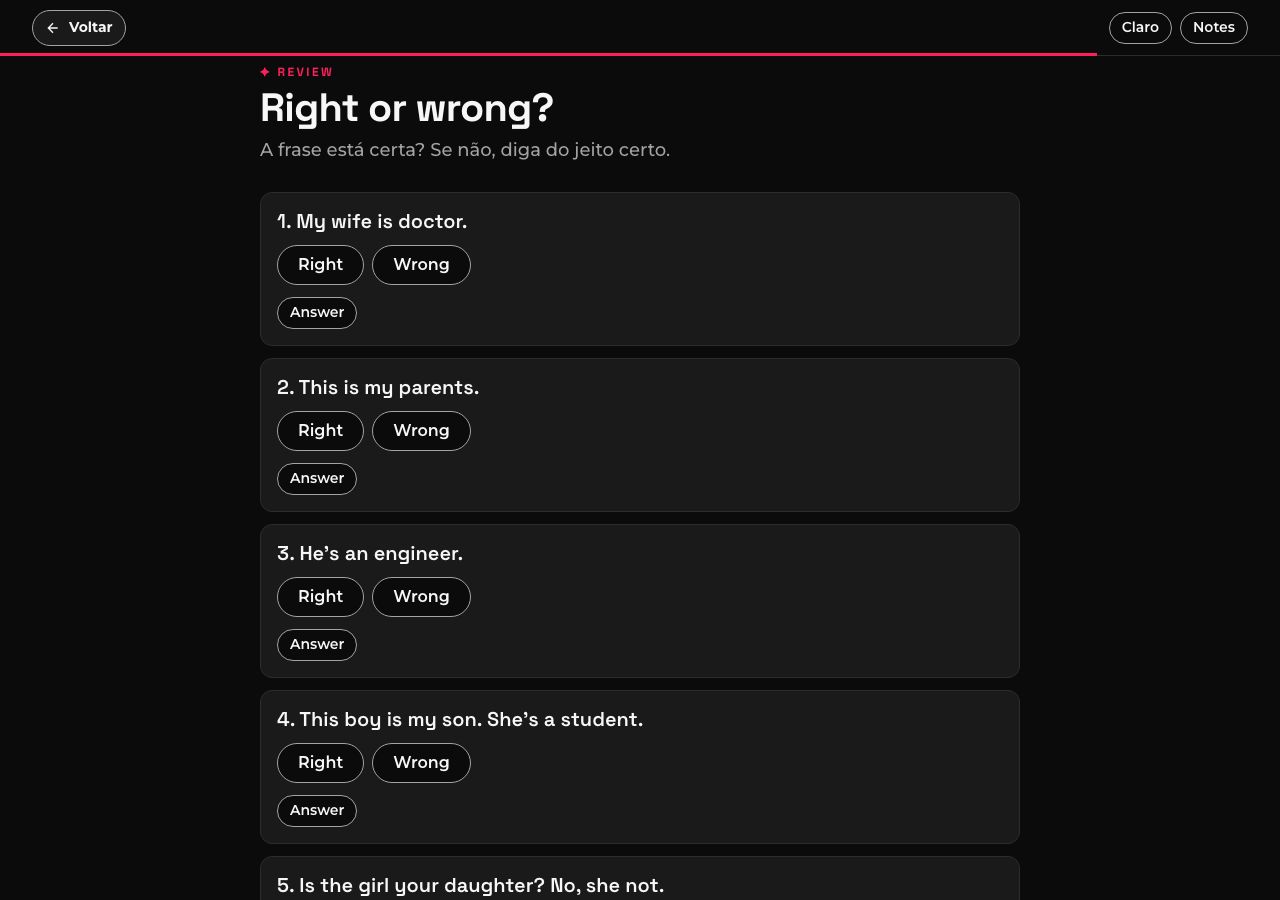 ← Voltar
Claro
Notes
✦ REVIEW
Right or wrong?
A frase está certa? Se não, diga do jeito certo.
1. My wife is doctor.
Right
Wrong
Answer
2. This is my parents.
Right
Wrong
Answer
3. He's an engineer.
Right
Wrong
Answer
4. This boy is my son. She's a student.
Right
Wrong
Answer
5. Is the girl your daughter? No, she not.